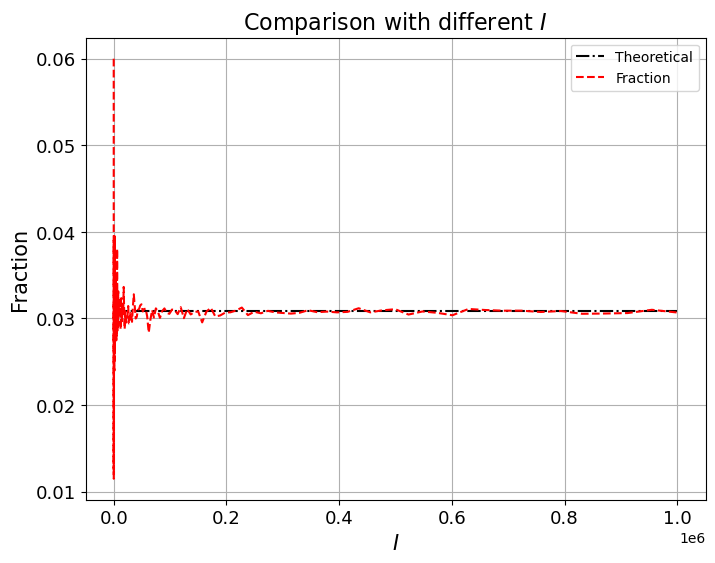 Comparison with different I
Theoretical
Fraction
Fraction
0.06
0.05
0.04
0.03
0.02
0.01
0.0 0.2 0.4 0.6 0.8 1.0
1e6
I